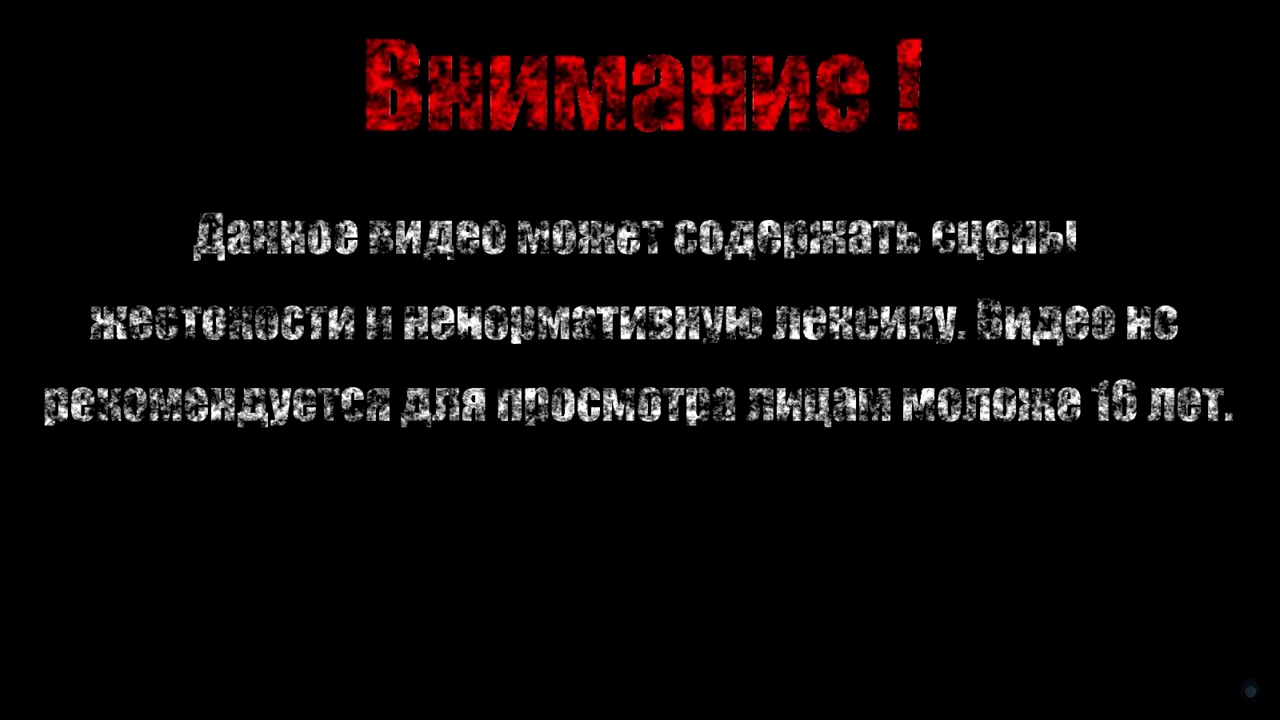 Внимание !
Данное видео может содержать сцены
жестокости и ненормативную лексику. Видео не
рекомендуется для просмотра лицам моложе 16 лет.